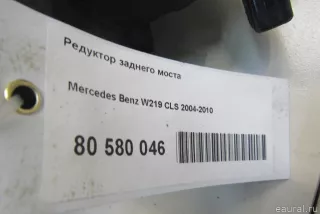 Редуктор заднего моста
Mercedes Benz W219 CLS 2004-2010
80 580 046
eaural.ru